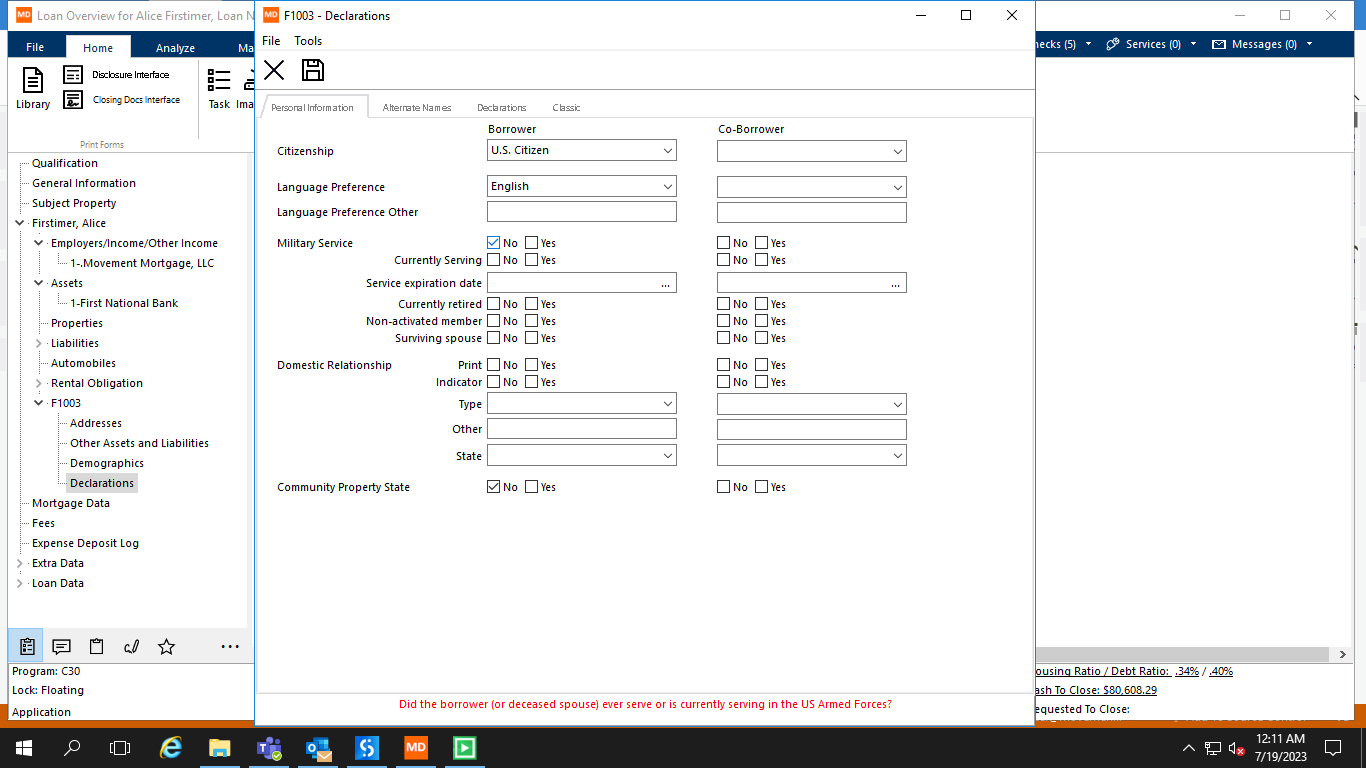 MD Loan Overview for Alice Firstimer, Loan N
MD F1003 - Declarations
File Home Analyze Ma
File Tools
hecks (5) Services (0) Messages (0)
Library
Disclosure Interface
Closing Docs Interface
Task Ima
Print Forms
Personal Information Alternate Names Declarations Classic
Qualification
General Information
Subject Property
Firstimer, Alice
Employers/Income/Other Income
1-.Movement Mortgage, LLC
Assets
1-First National Bank
Properties
Liabilities
Automobiles
Rental Obligation
F1003
Addresses
Other Assets and Liabilities
Demographics
Declarations
Mortgage Data
Fees
Expense Deposit Log
Extra Data
Loan Data
Borrower Co-Borrower
Citizenship U.S. Citizen
Language Preference English
Language Preference Other
Military Service No Yes No Yes
Currently Serving No Yes No Yes
Service expiration date ... ...
Currently retired No Yes No Yes
Non-activated member No Yes No Yes
Surviving spouse No Yes No Yes
Domestic Relationship Print No Yes No Yes
Indicator No Yes No Yes
Type
Other
State
Community Property State No Yes No Yes
Program: C30
Lock: Floating
Application
Did the borrower (or deceased spouse) ever serve or is currently serving in the US Armed Forces?
ousing Ratio / Debt Ratio: .34% / .40%
ash To Close: $80,608.29
equested To Close:
MD
12:11 AM
7/19/2023